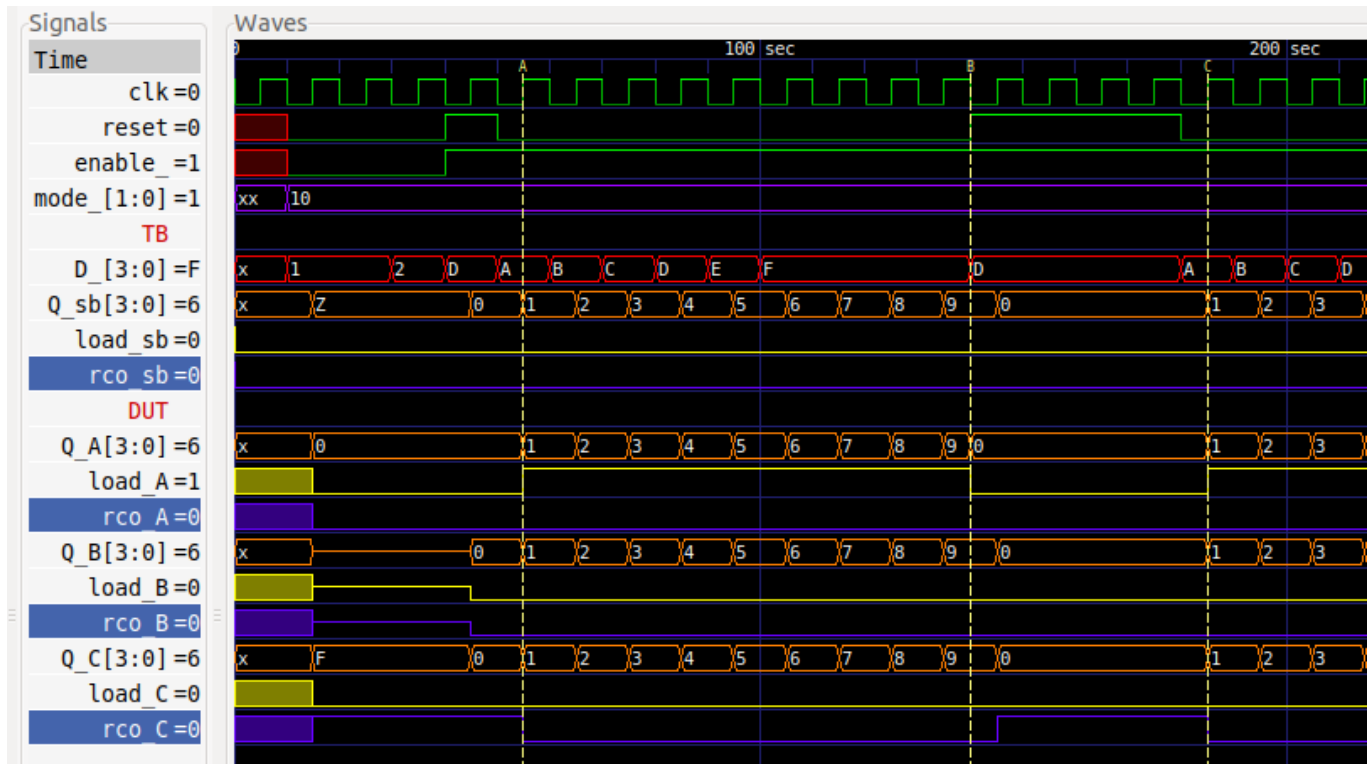 Signals Waves
Time 0 100 sec 200 sec
A B C
clk=0
reset=0
enable_=1
mode_[1:0]=1 xx 10
TB
D_[3:0]=F x 1 2 D A B C D E F D A B C D
Q_sb[3:0]=6 x Z 0 1 2 3 4 5 6 7 8 9 0 1 2 3
load_sb=0
rco_sb=0
DUT
Q_A[3:0]=6 x 0 1 2 3 4 5 6 7 8 9 0 1 2 3
load_A=1
rco_A=0
Q_B[3:0]=6 x 0 1 2 3 4 5 6 7 8 9 0 1 2 3
load_B=0
rco_B=0
Q_C[3:0]=6 x F 0 1 2 3 4 5 6 7 8 9 0 1 2 3
load_C=0
rco_C=0